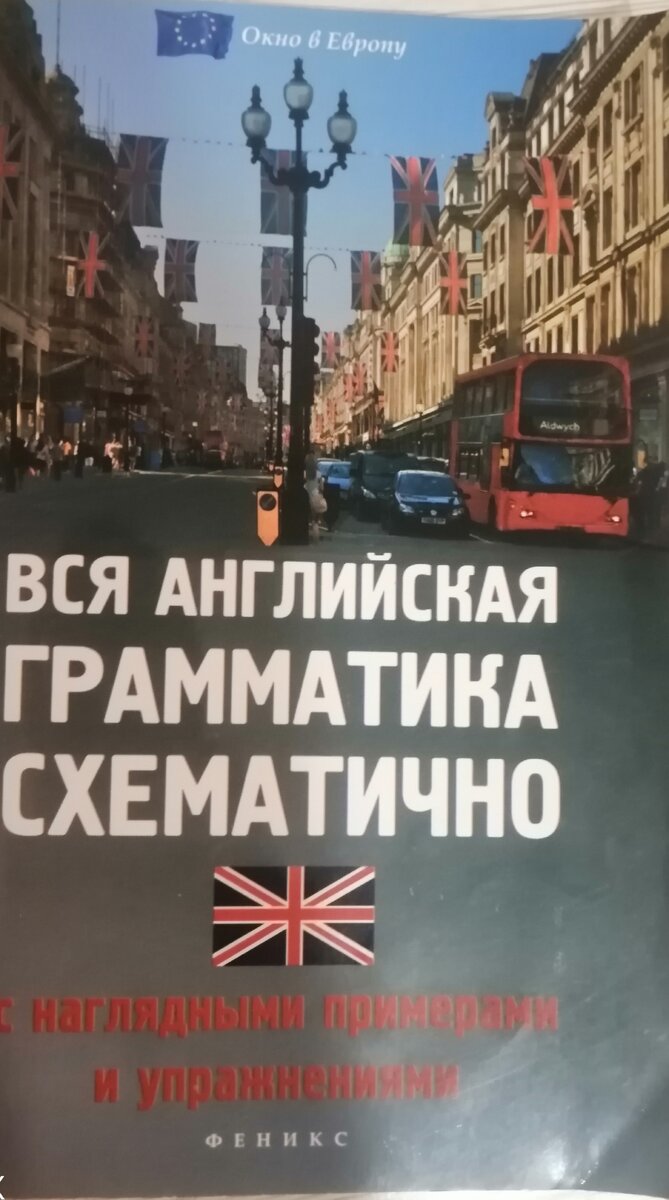 Окно в Европу
Aldwych
ВСЯ АНГЛИЙСКАЯ
ГРАММАТИКА
СХЕМАТИЧНО
с наглядными примерами
и упражнениями
ФЕНИКС